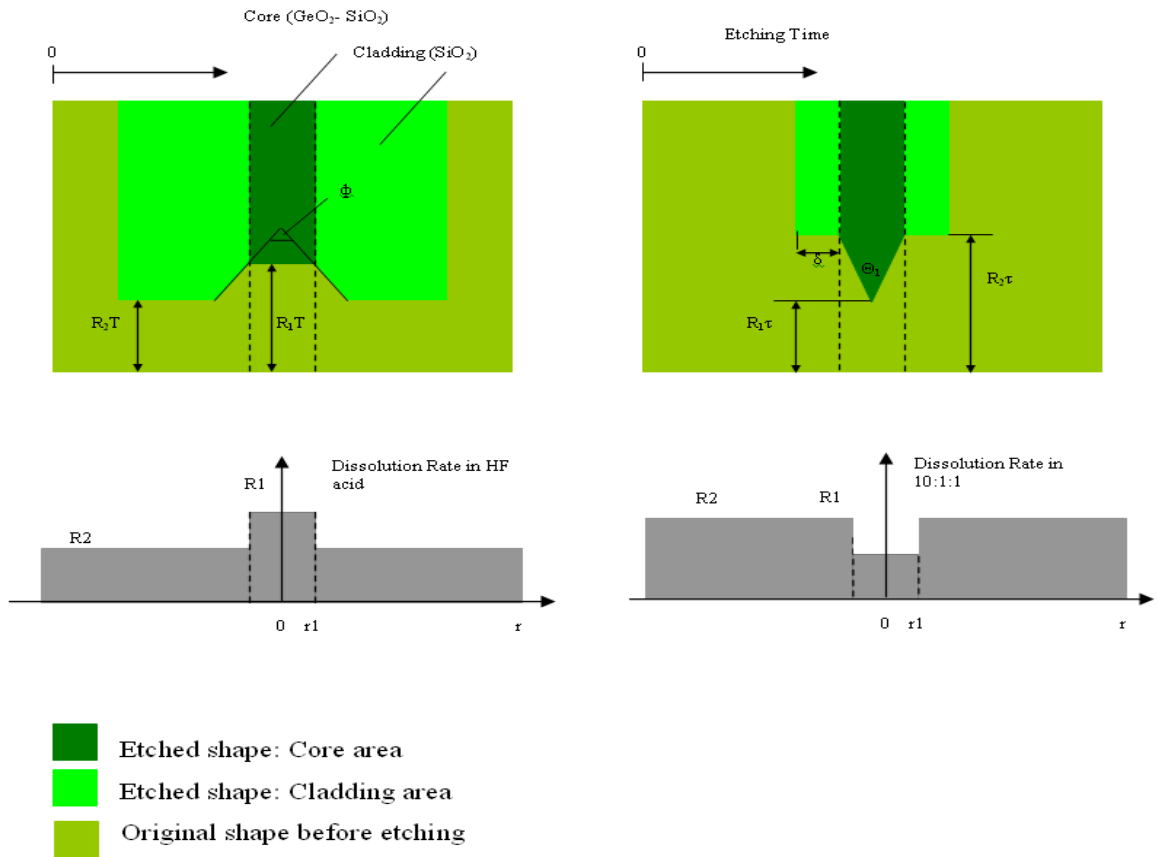 Core (GeO₂- SiO₂)
0
Cladding (SiO₂)
ϕ
R₂T
R₁T
Etching Time
0
δ
Θ₁
R₂τ
R₁τ
Dissolution Rate in HF
acid
R1
R2
0
r1
r
Dissolution Rate in
10:1:1
R2
R1
0
r1
r
Etched shape: Core area
Etched shape: Cladding area
Original shape before etching